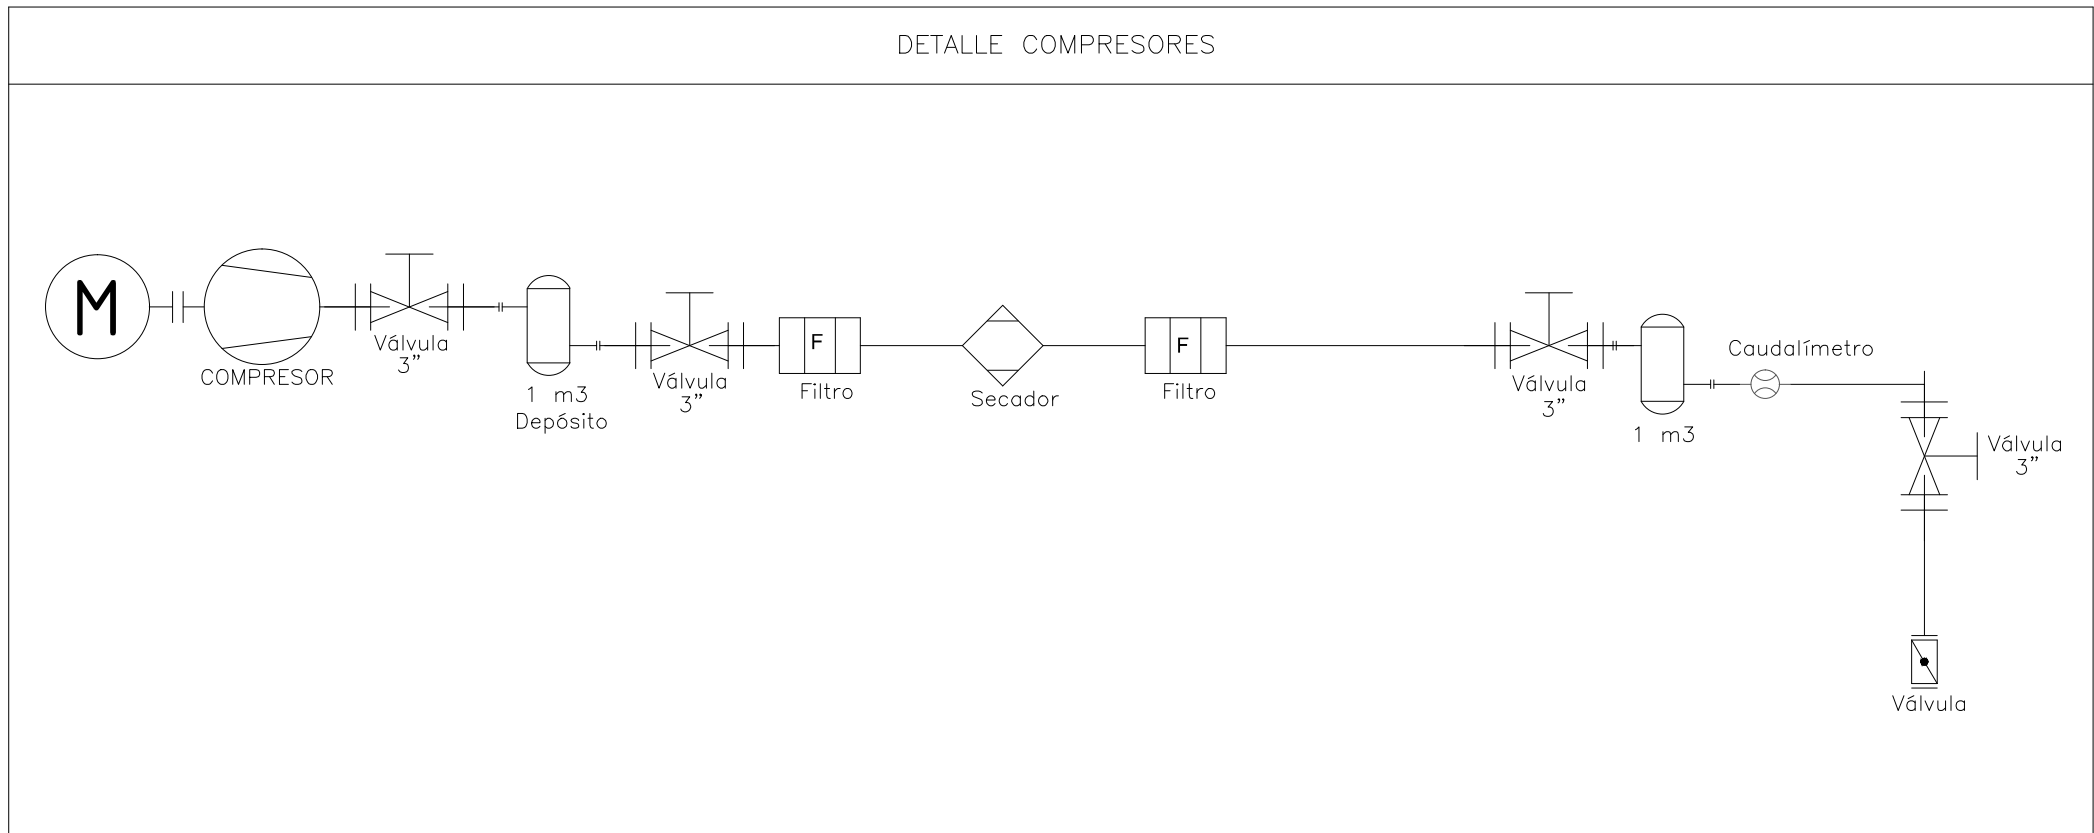 DETALLE COMPRESORES
M
COMPRESOR
Válvula
3”
1 m3
Depósito
Válvula
3”
F
Filtro
Secador
F
Filtro
Válvula
3”
1 m3
Caudalímetro
Válvula
3”
Válvula